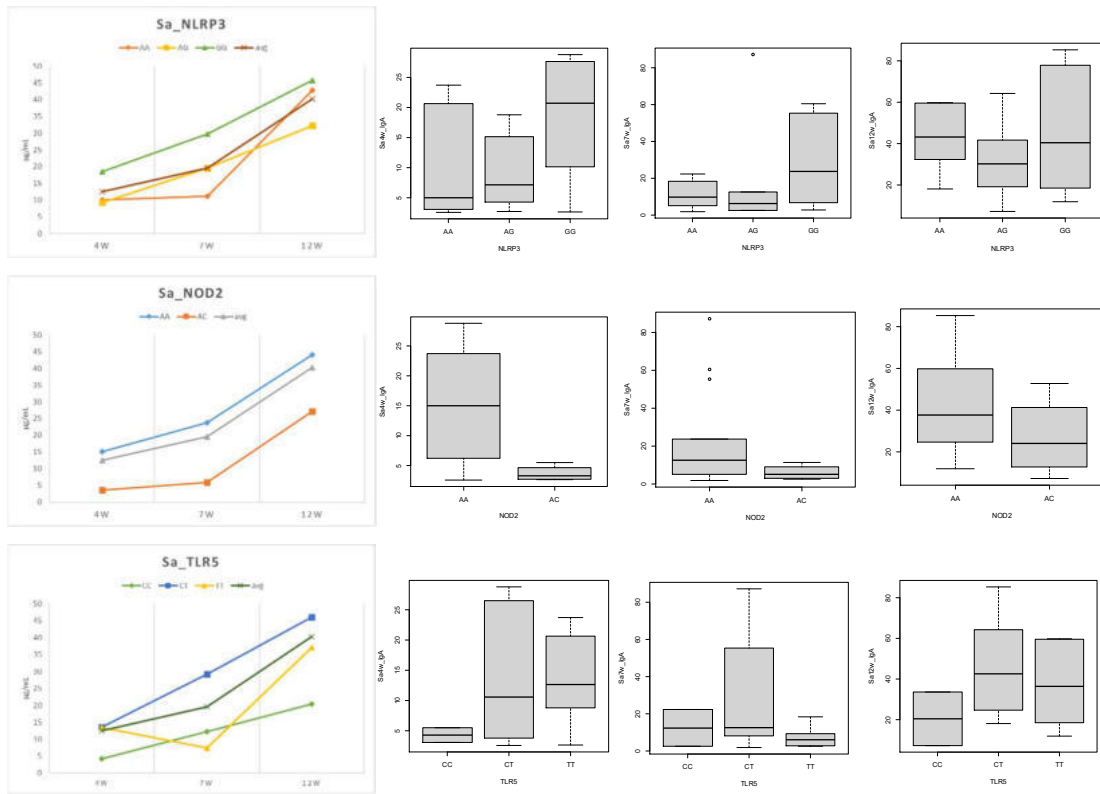 Sa_NLRP3
AA AG GG avg
µg/mL
50
45
40
35
30
25
20
15
10
5
0
4W 7W 12W
Sa4w_IgA
25
20
15
10
5
AA AG GG
NLRP3
Sa7w_IgA
80
60
40
20
0
AA AG GG
NLRP3
Sa12w_IgA
80
60
40
20
AA AG GG
NLRP3
Sa_NOD2
AA AC avg
µg/mL
50
45
40
35
30
25
20
15
10
5
0
4W 7W 12W
Sa4w_IgA
25
20
15
10
5
AA AC
NOD2
Sa7w_IgA
80
60
40
20
0
AA AC
NOD2
Sa12w_IgA
80
60
40
20
AA AC
NOD2
Sa_TLR5
CC CT TT avg
µg/mL
50
45
40
35
30
25
20
15
10
5
0
4W 7W 12W
Sa4w_IgA
25
20
15
10
5
CC CT TT
TLR5
Sa7w_IgA
80
60
40
20
0
CC CT TT
TLR5
Sa12w_IgA
80
60
40
20
CC CT TT
TLR5